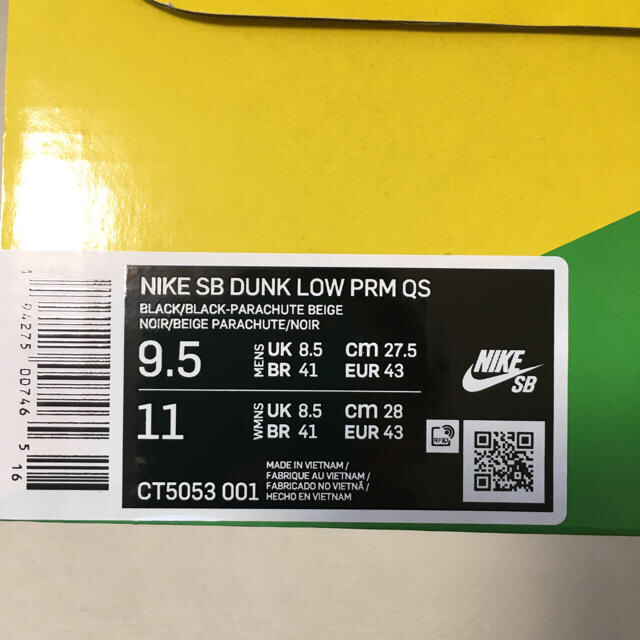 NIKE SB DUNK LOW PRM QS
BLACK/BLACK-PARACHUTE BEIGE
NOIR/BEIGE PARACHUTE/NOIR
9.5 MENS UK 8.5 cm 27.5
BR 41 EUR 43
11 WMNS UK 8.5 cm 28
BR 41 EUR 43
NIKE
SB
RFID
CT5053 001
MADE IN VIETNAM /
FABRIQUE AU VIETNAM /
FABRICADO NO VIETNÃ /
HECHO EN VIETNAM
94275 00746 5 16